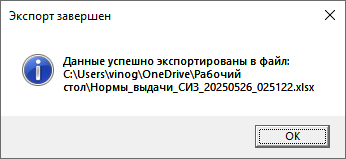 Экспорт завершен
Данные успешно экспортированы в файл:
C:\Users\vinog\OneDrive\Рабочий
стол\Нормы_выдачи_СИЗ_20250526_025122.xlsx
OK